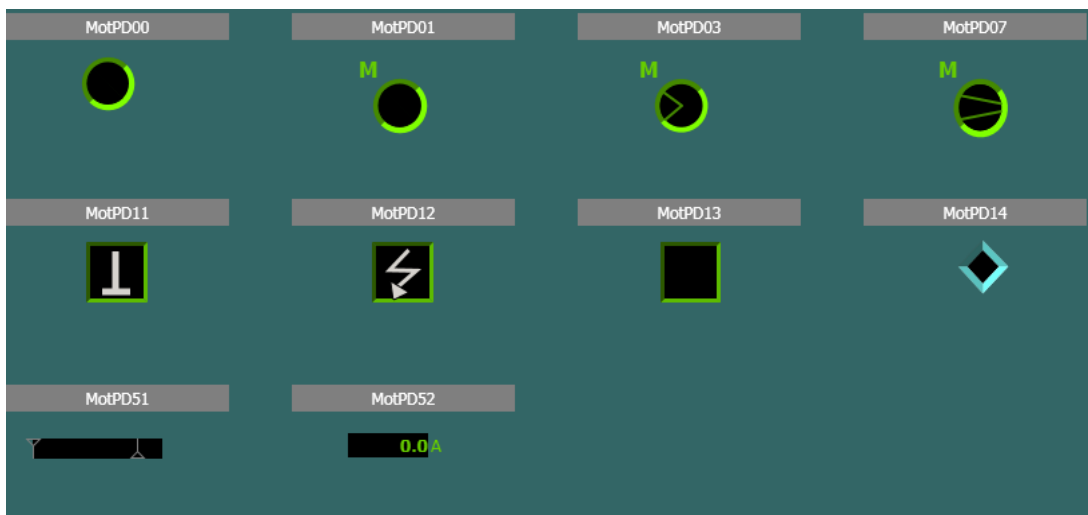 MotPD00 MotPD01 MotPD03 MotPD07
M M M
MotPD11 MotPD12 MotPD13 MotPD14
MotPD51 MotPD52
0.0 A